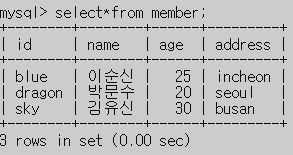 mysql> select*from member;
+--------+--------+------+---------+
| id     | name   | age  | address |
+--------+--------+------+---------+
| blue   | 이순신 |   25 | incheon |
| dragon | 박문수 |   20 | seoul   |
| sky    | 김유신 |   30 | busan   |
+--------+--------+------+---------+
3 rows in set (0.00 sec)